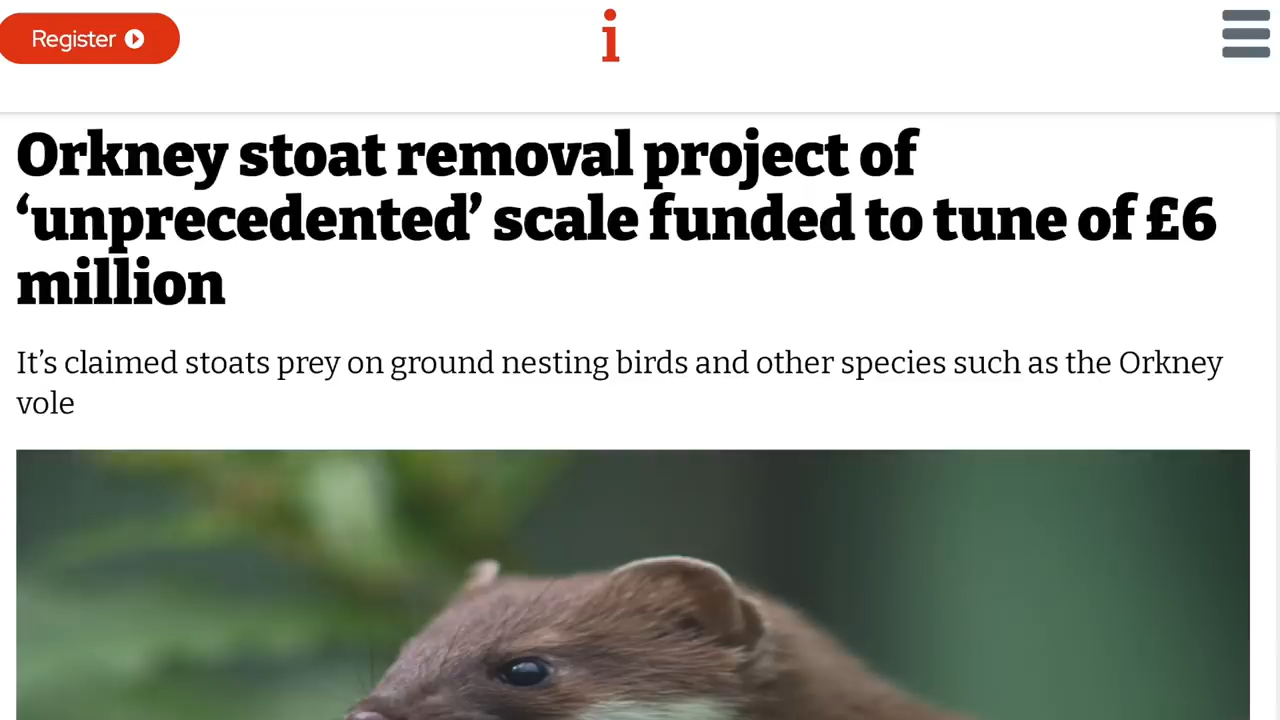 Register
i
Orkney stoat removal project of
‘unprecedented’ scale funded to tune of £6
million
It’s claimed stoats prey on ground nesting birds and other species such as the Orkney
vole